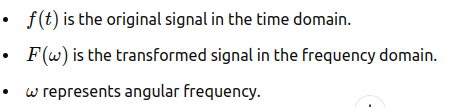 • f(t) is the original signal in the time domain.
• F(ω) is the transformed signal in the frequency domain.
• ω represents angular frequency.